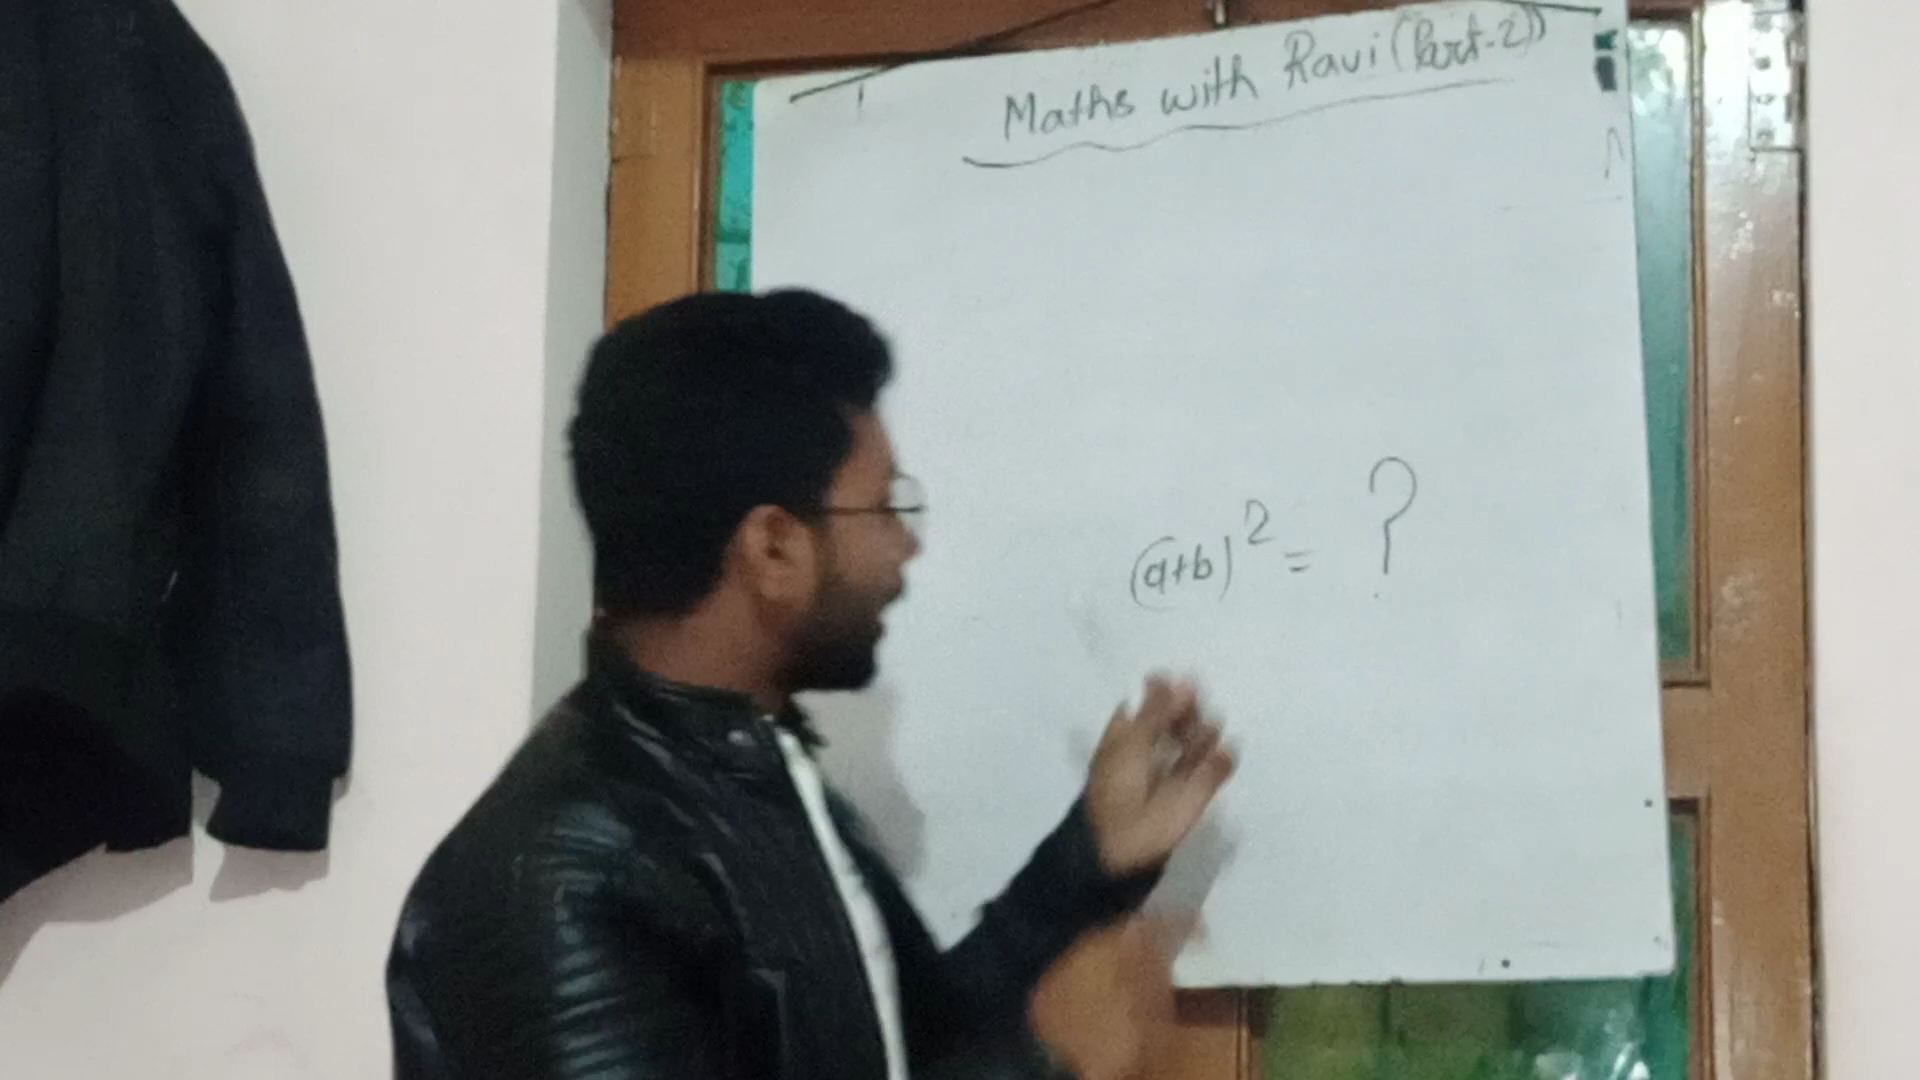 Maths with Ravi (Part-2)
(a+b)² = ?